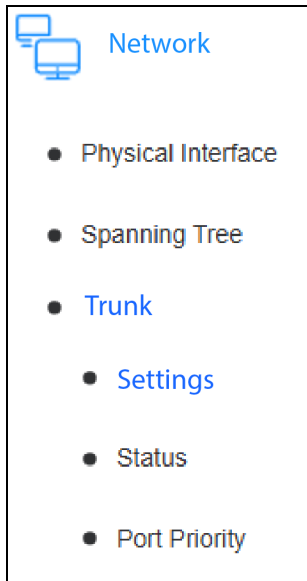 Network
Physical Interface
Spanning Tree
Trunk
Settings
Status
Port Priority